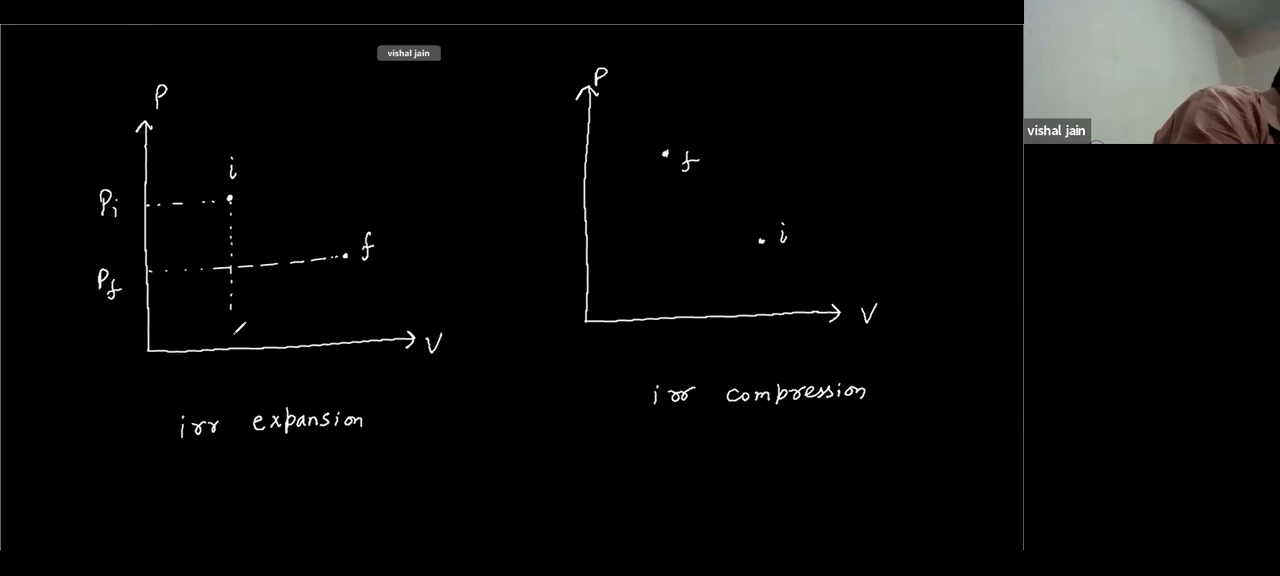 vishal jain
P
i
Pi
f
Pf
V
irr expansion
P
f
i
V
irr compression
vishal jain